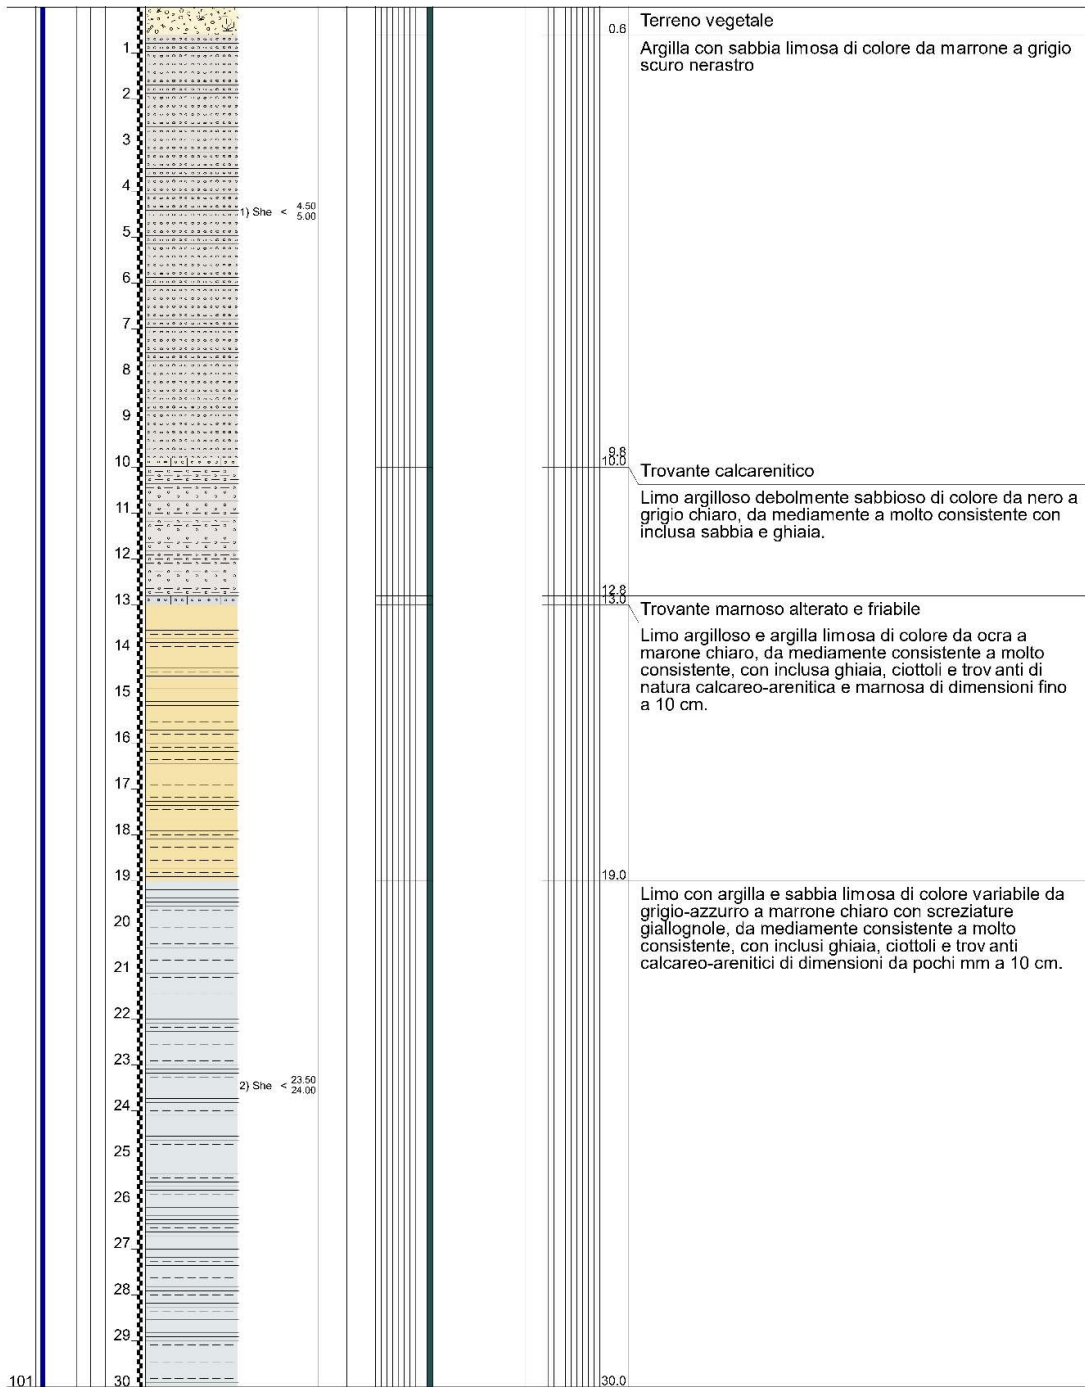 Terreno vegetale
0.6
Argilla con sabbia limosa di colore da marrone a grigio
scuro nerastro
1
2
3
4
1) She < 4.50
5.00
5
6
7
8
9
9.8
10
10.0
Trovante calcarenitico
Limo argilloso debolmente sabbioso di colore da nero a
grigio chiaro, da mediamente a molto consistente con
inclusa sabbia e ghiaia.
11
12
12.8
13
13.0
Trovante marnoso alterato e friabile
Limo argilloso e argilla limosa di colore da ocra a
marone chiaro, da mediamente consistente a molto
consistente, con inclusa ghiaia, ciottoli e trov anti di
natura calcareo-arenitica e marnosa di dimensioni fino
a 10 cm.
14
15
16
17
18
19
19.0
Limo con argilla e sabbia limosa di colore variabile da
grigio-azzurro a marrone chiaro con screziature
giallognole, da mediamente consistente a molto
consistente, con inclusi ghiaia, ciottoli e trov anti
calcareo-arenitici di dimensioni da pochi mm a 10 cm.
20
21
22
23
2) She < 23.50
24.00
24
25
26
27
28
29
101
30
30.0